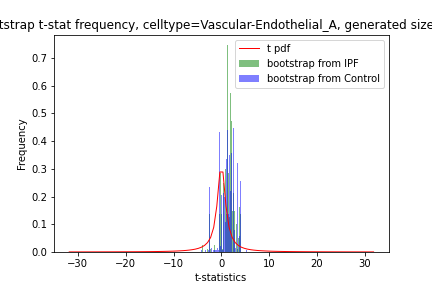 tstrap t-stat frequency, celltype=Vascular-Endothelial_A, generated size
t pdf
bootstrap from IPF
bootstrap from Control
Frequency
0.7
0.6
0.5
0.4
0.3
0.2
0.1
0.0
−30 −20 −10 0 10 20 30
t-statistics